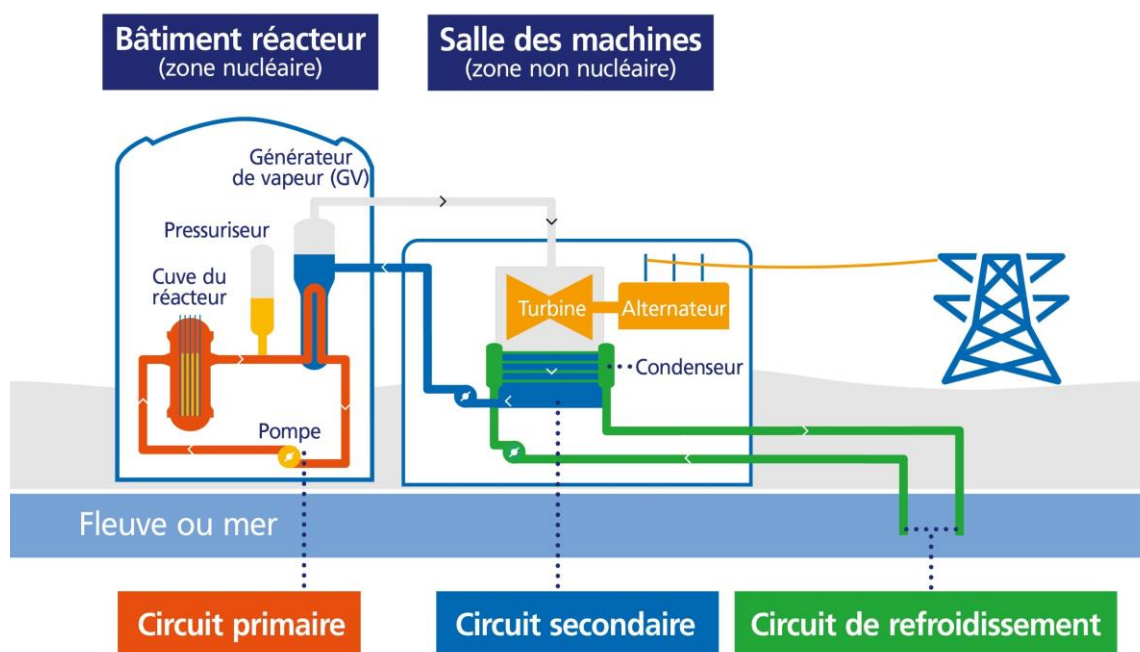 Bâtiment réacteur
(zone nucléaire)
Salle des machines
(zone non nucléaire)
Générateur
de vapeur (GV)
Pressuriseur
Cuve du
réacteur
Turbine
Alternateur
Condenseur
Pompe
Fleuve ou mer
Circuit primaire
Circuit secondaire
Circuit de refroidissement